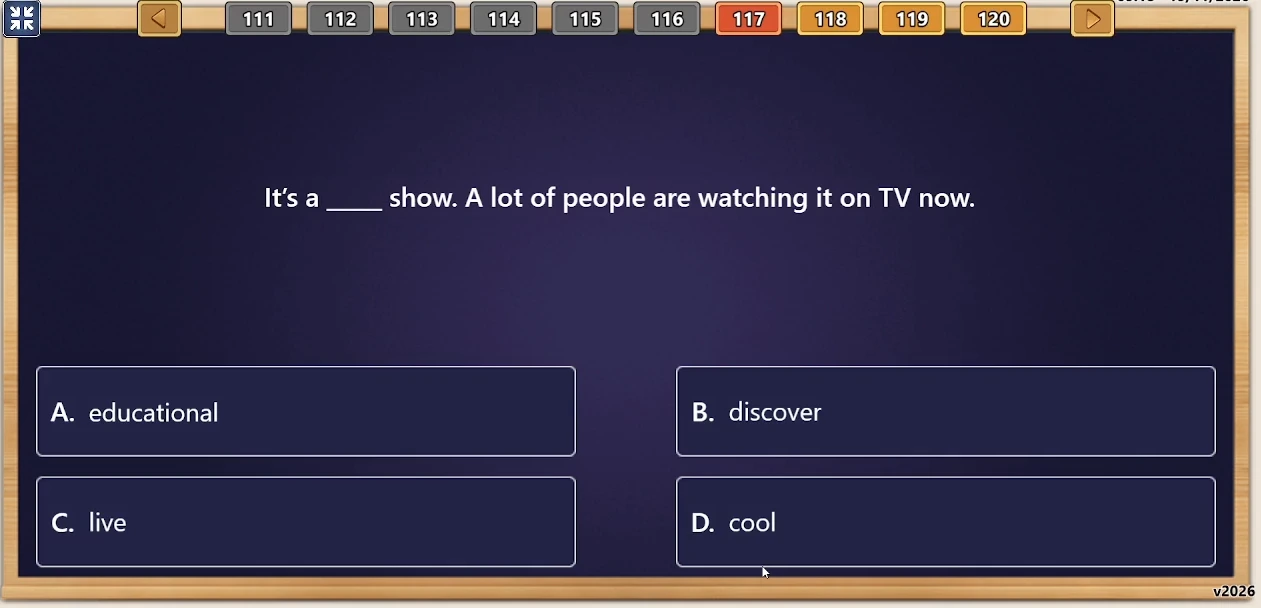 111 112 113 114 115 116 117 118 119 120
It's a _____ show. A lot of people are watching it on TV now.
A. educational
B. discover
C. live
D. cool
v2026